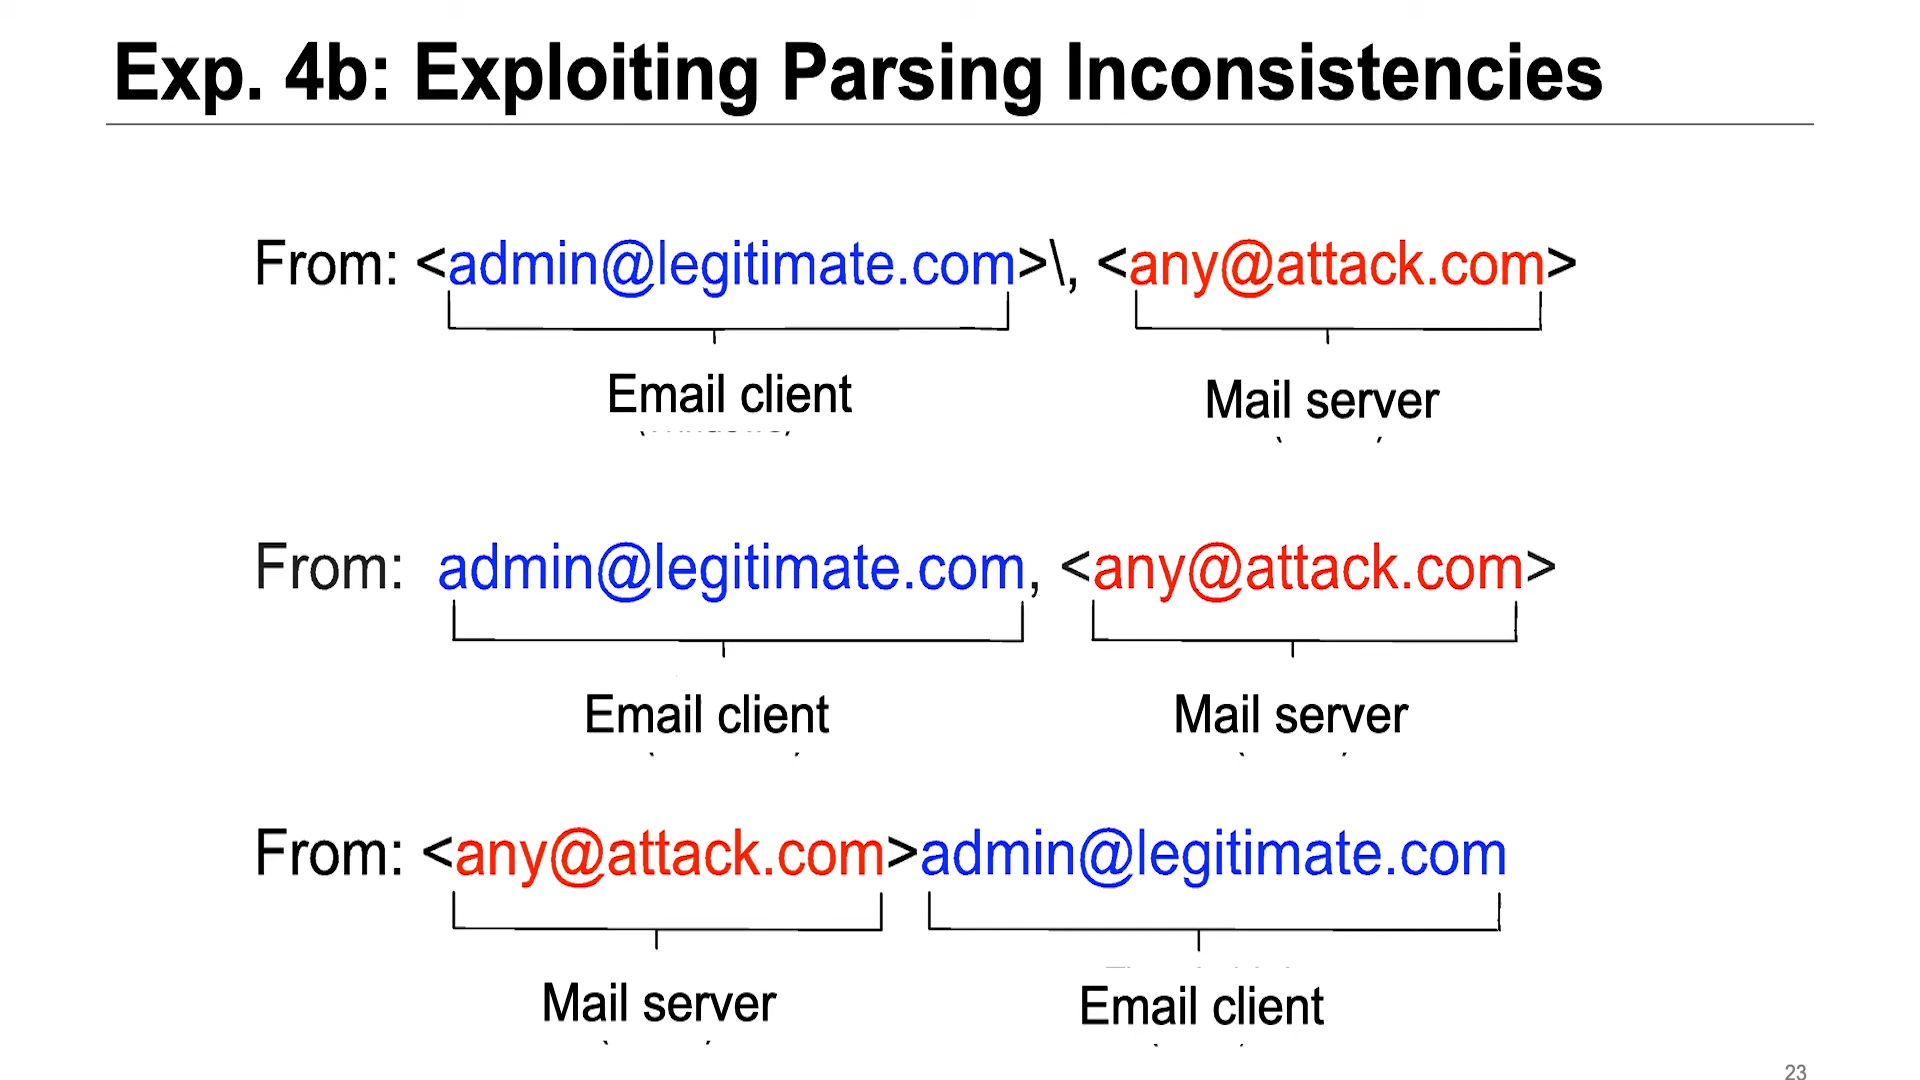 Exp. 4b: Exploiting Parsing Inconsistencies
From: <admin@legitimate.com>\, <any@attack.com>
Email client Mail server
From: admin@legitimate.com, <any@attack.com>
Email client Mail server
From: <any@attack.com>admin@legitimate.com
Mail server Email client
23